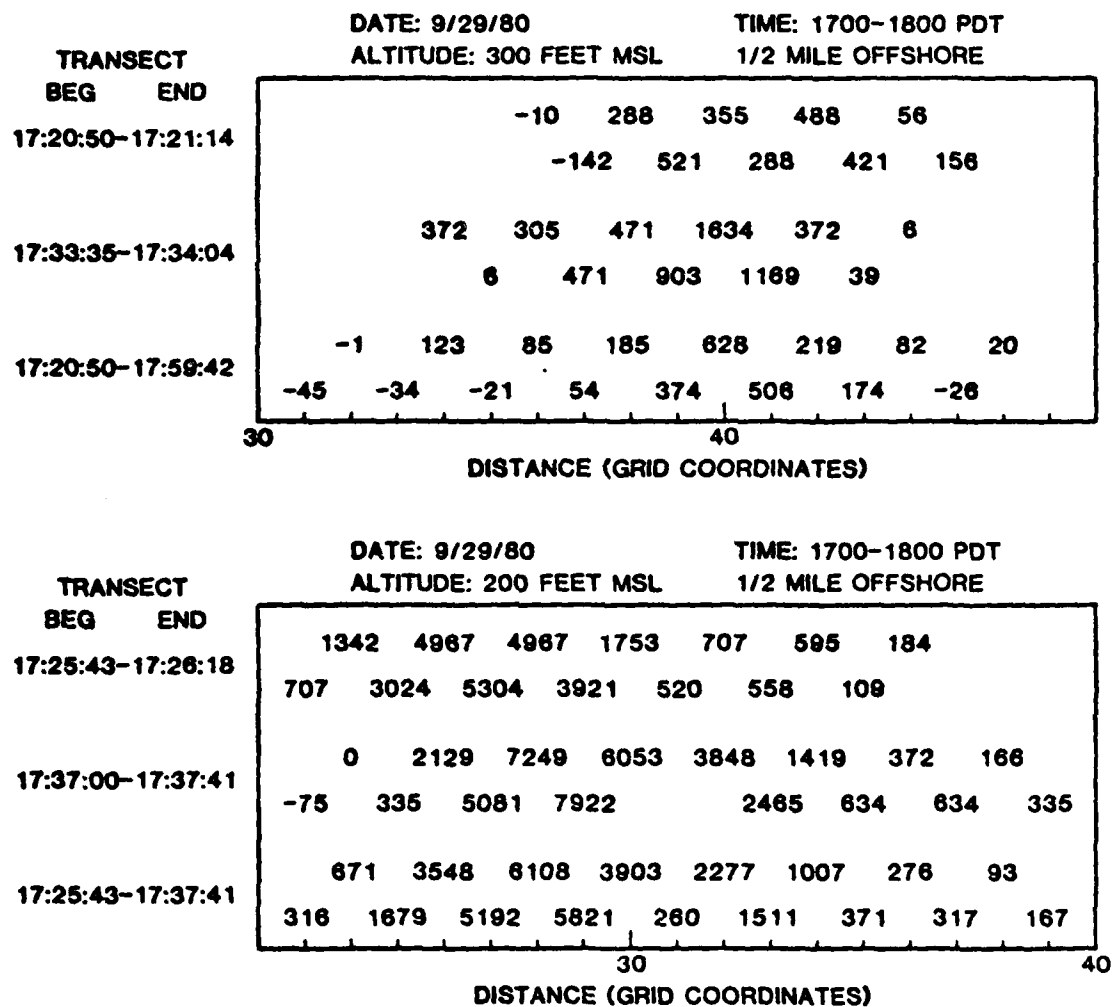 DATE: 9/29/80 TIME: 1700-1800 PDT
TRANSECT ALTITUDE: 300 FEET MSL 1/2 MILE OFFSHORE
BEG END
-10 288 355 488 56
17:20:50-17:21:14
-142 521 288 421 156
372 305 471 1634 372 6
17:33:35-17:34:04
6 471 903 1169 39
-1 123 85 185 628 219 82 20
17:20:50-17:59:42
-45 -34 -21 54 374 506 174 -26
30 40
DISTANCE (GRID COORDINATES)
DATE: 9/29/80 TIME: 1700-1800 PDT
TRANSECT ALTITUDE: 200 FEET MSL 1/2 MILE OFFSHORE
BEG END
1342 4967 4967 1753 707 595 184
17:25:43-17:26:18
707 3024 5304 3921 520 558 109
0 2129 7249 6053 3848 1419 372 166
17:37:00-17:37:41
-75 335 5081 7922 2465 634 634 335
671 3548 6108 3903 2277 1007 276 93
17:25:43-17:37:41
316 1679 5192 5821 260 1511 371 317 167
30 40
DISTANCE (GRID COORDINATES)